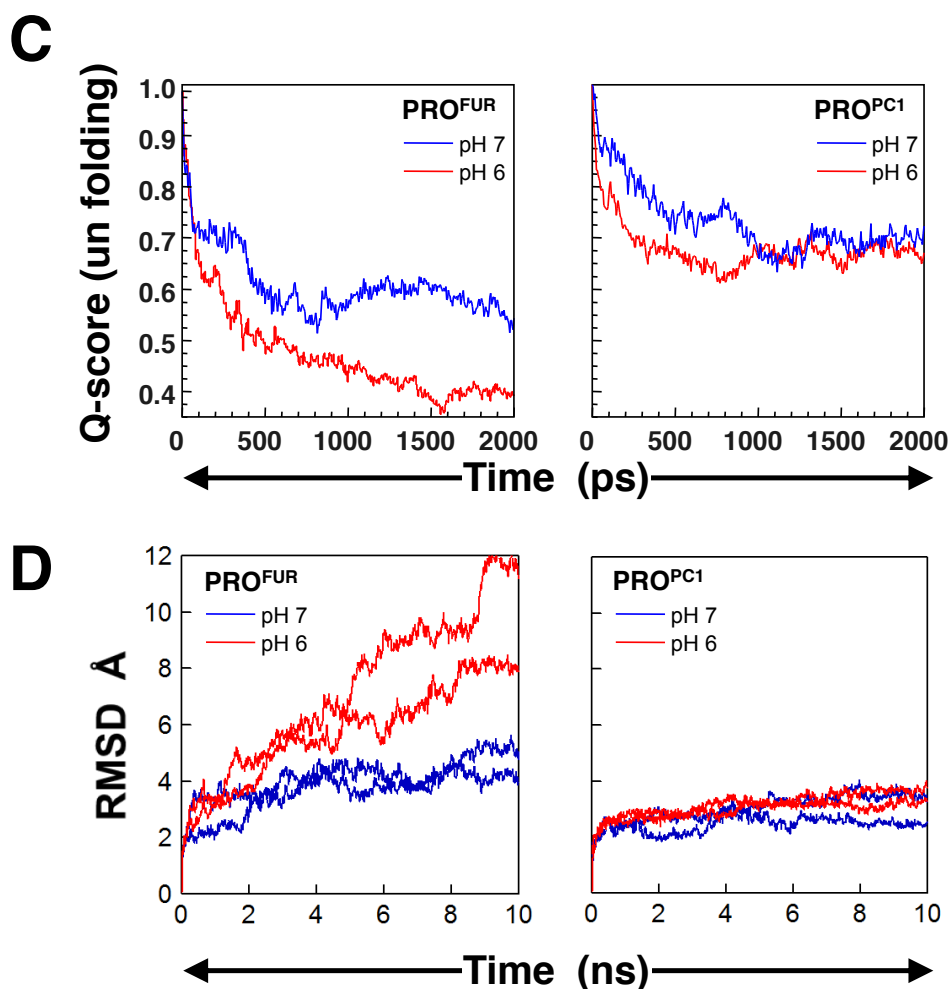 C
Q-score (un folding)
1.0
0.9
0.8
0.7
0.6
0.5
0.4
PRO^FUR
pH 7
pH 6
0 500 1000 1500 2000
PRO^PC1
pH 7
pH 6
0 500 1000 1500 2000
Time (ps)
D
RMSD Å
12
10
8
6
4
2
0
PRO^FUR
pH 7
pH 6
0 2 4 6 8 10
PRO^PC1
pH 7
pH 6
0 2 4 6 8 10
Time (ns)